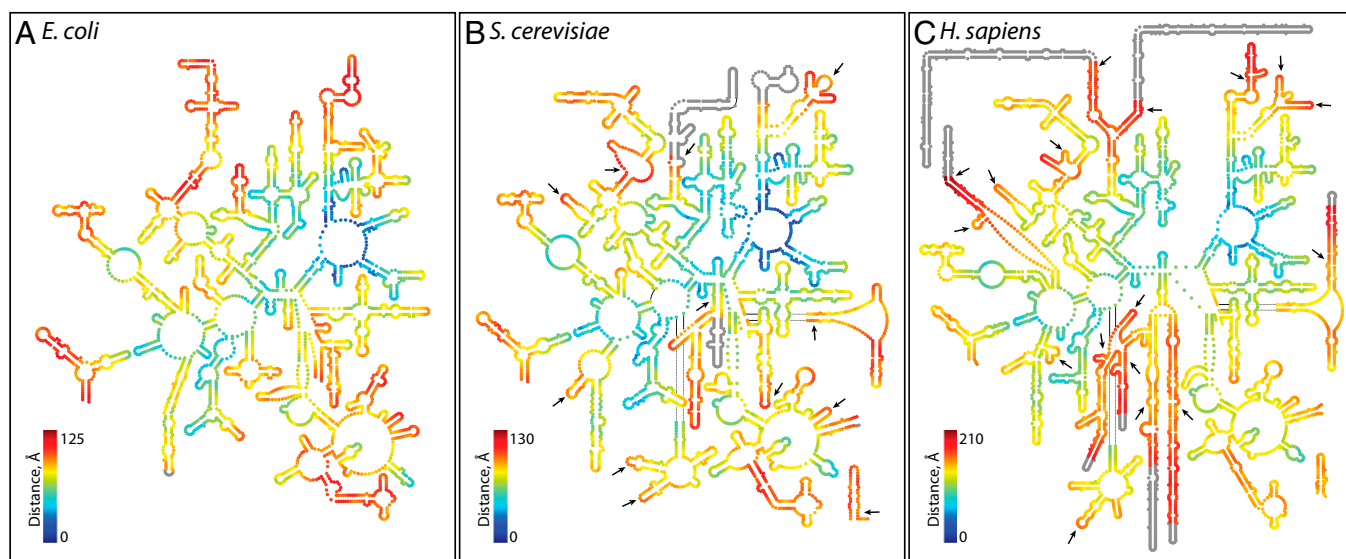 A E. coli
125
Distance, Å
0
B S. cerevisiae
130
Distance, Å
0
C H. sapiens
210
Distance, Å
0